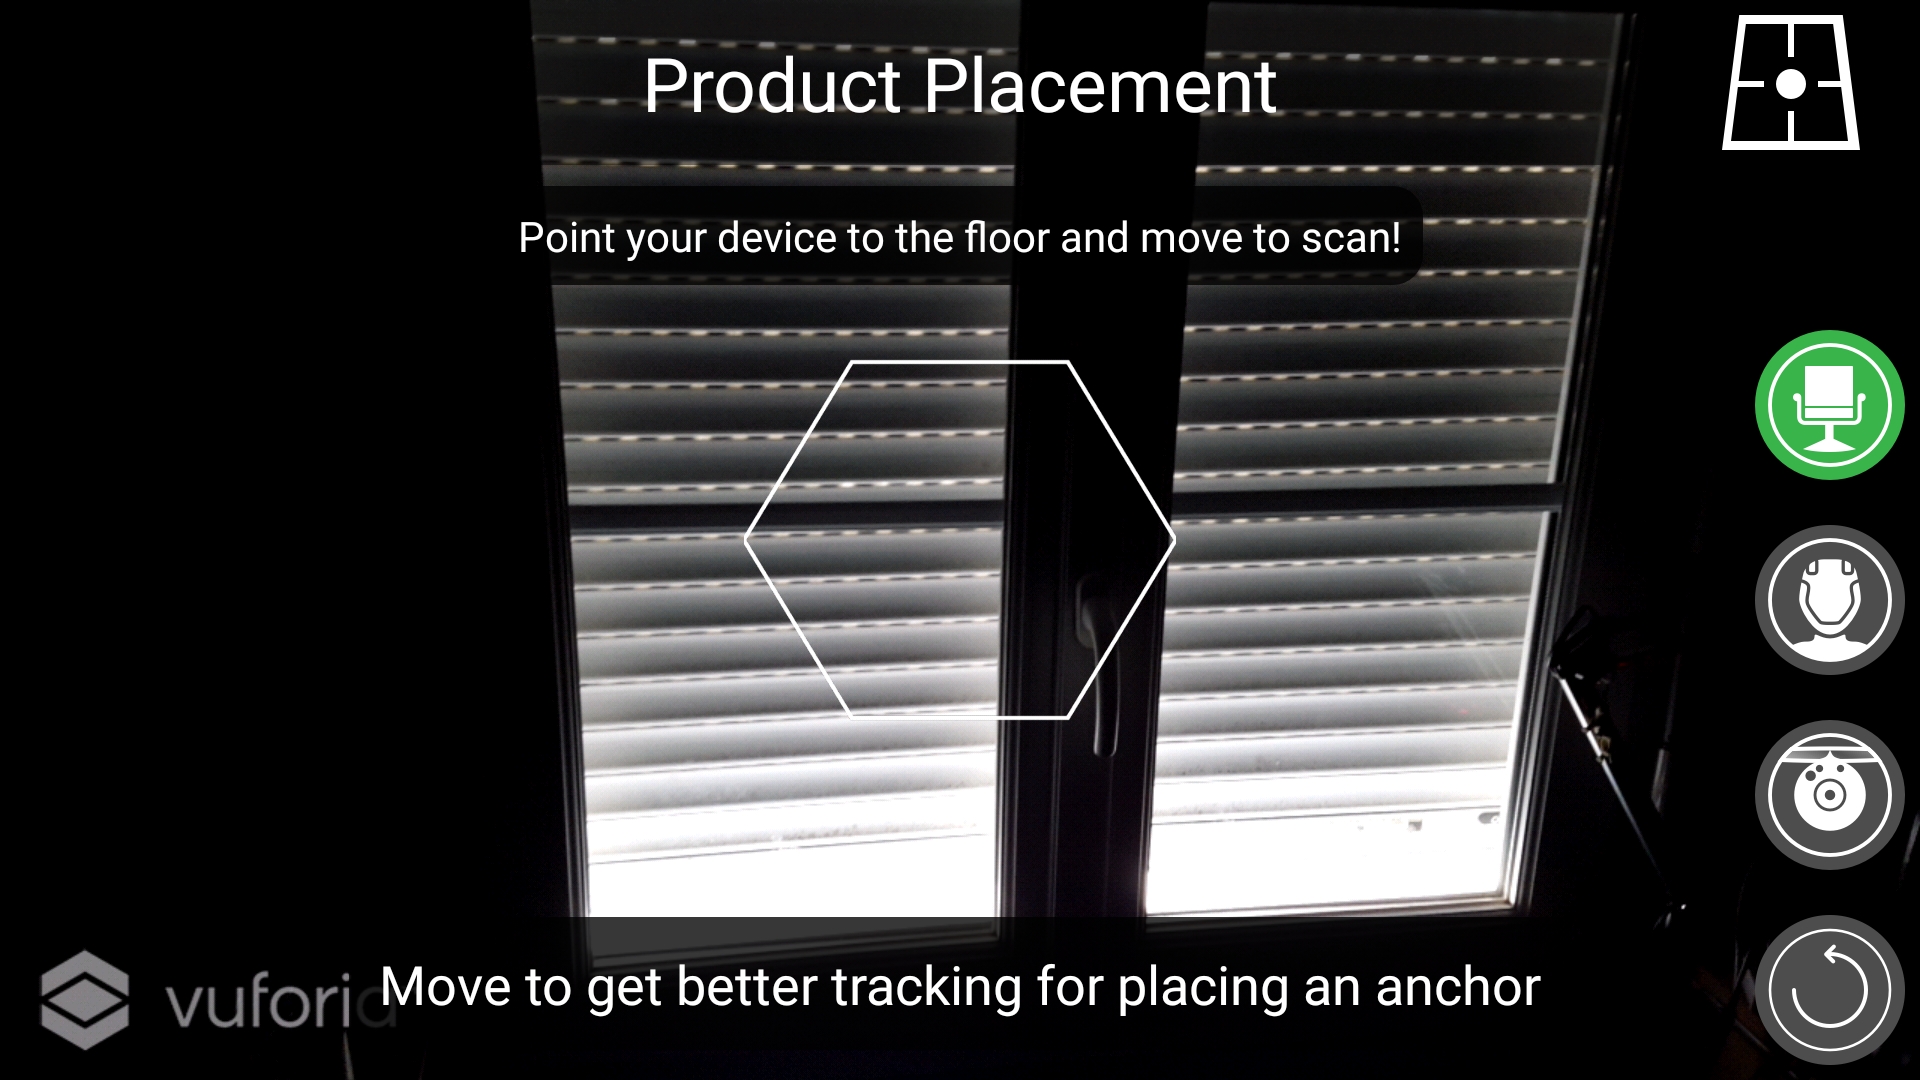 Product Placement
Point your device to the floor and move to scan!
Move to get better tracking for placing an anchor
vuforia